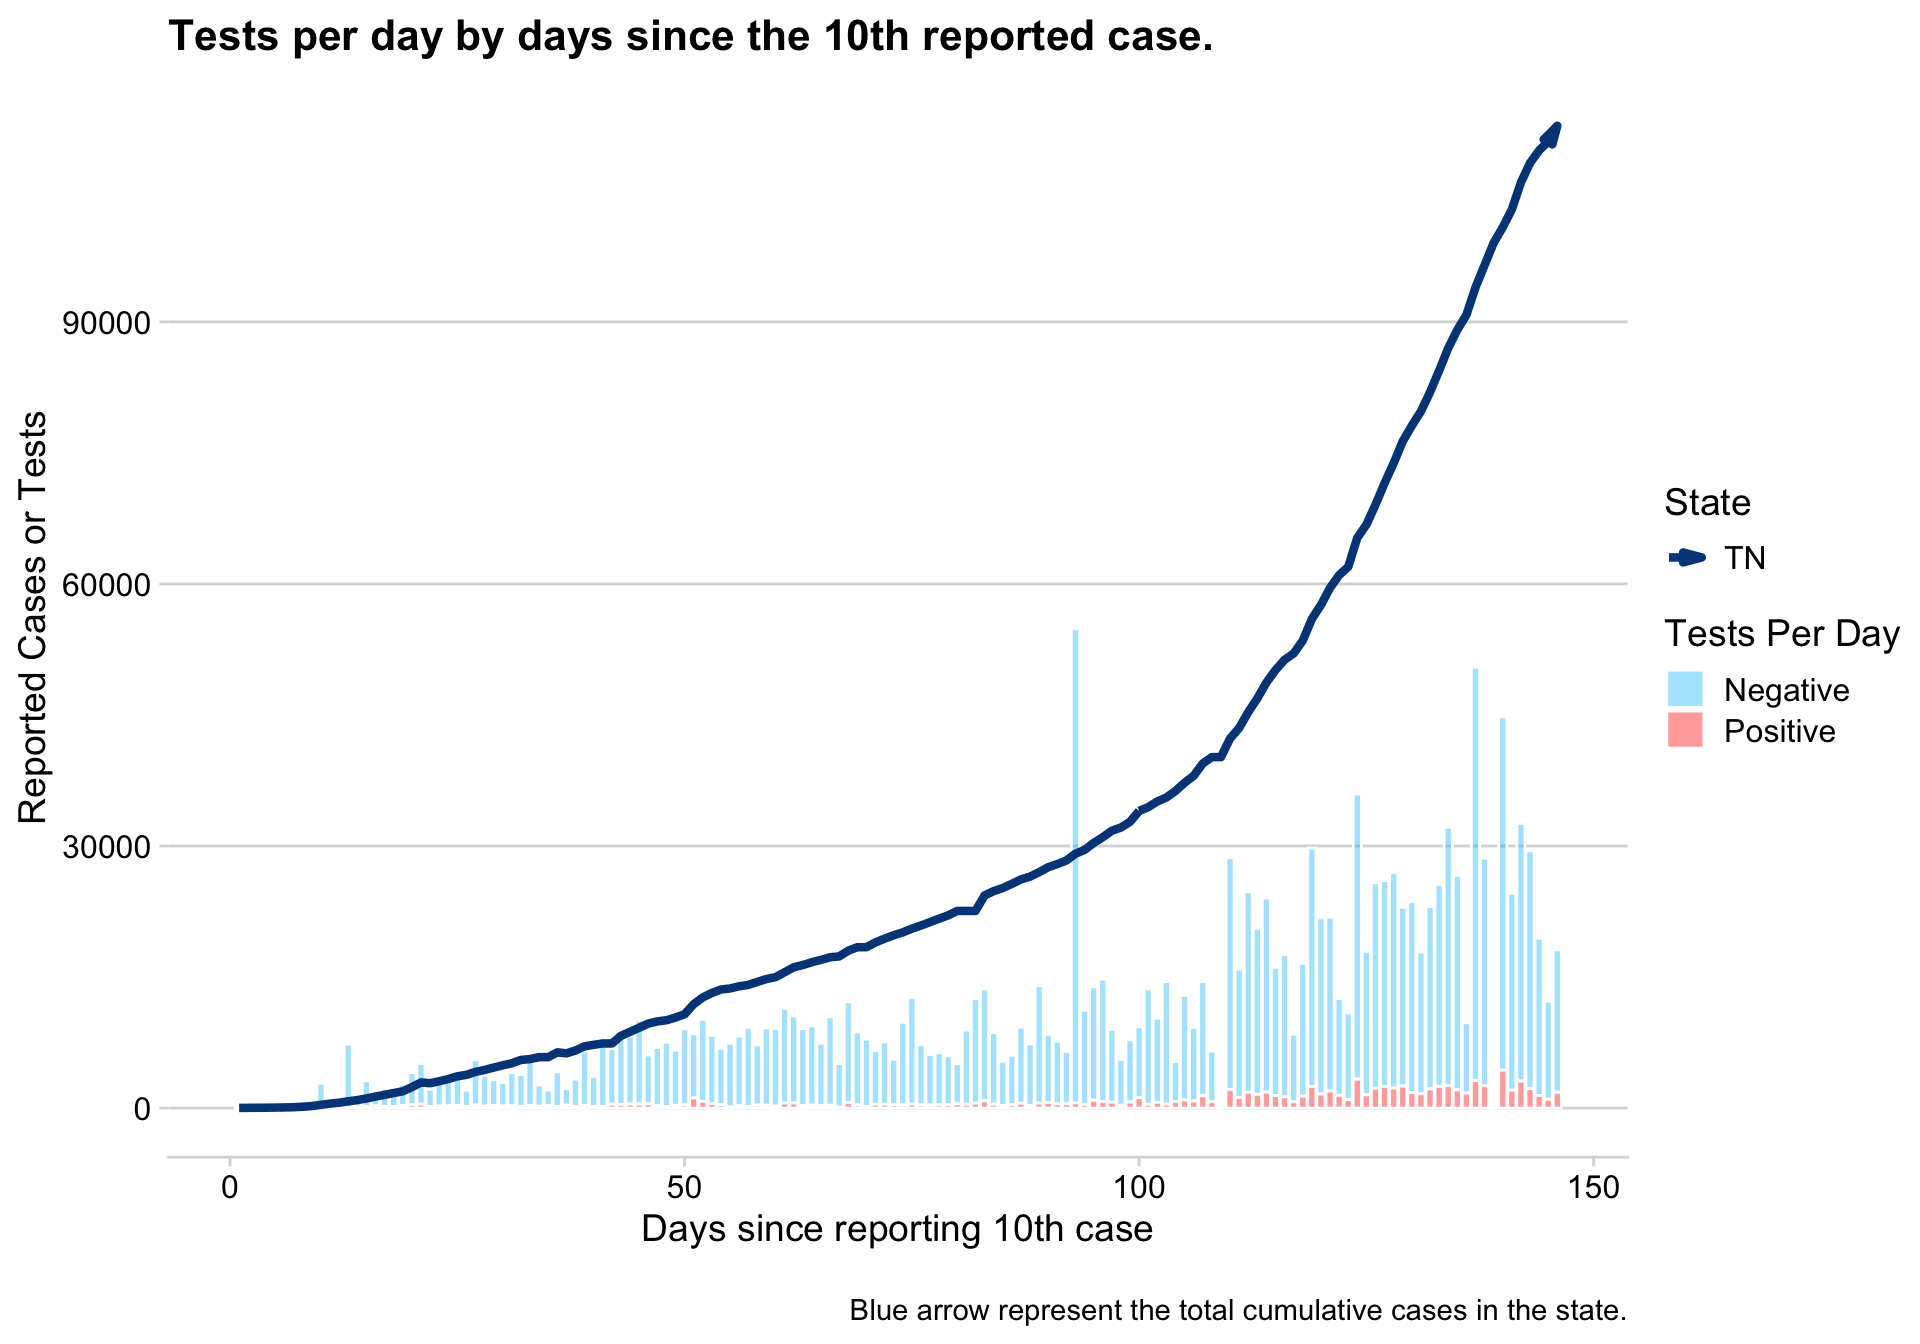 Tests per day by days since the 10th reported case.
Reported Cases or Tests
90000
60000
30000
0
0
50
100
150
Days since reporting 10th case
State
TN
Tests Per Day
Negative
Positive
Blue arrow represent the total cumulative cases in the state.